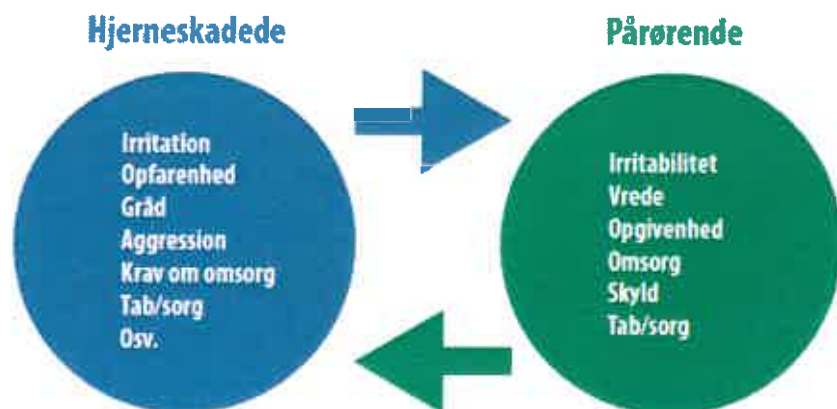 Hjerneskadede
Pårørende
Irritation
Opfarenhed
Gråd
Aggression
Krav om omsorg
Tab/sorg
Osv.
Irritabilitet
Vrede
Opgivenhed
Omsorg
Skyld
Tab/sorg